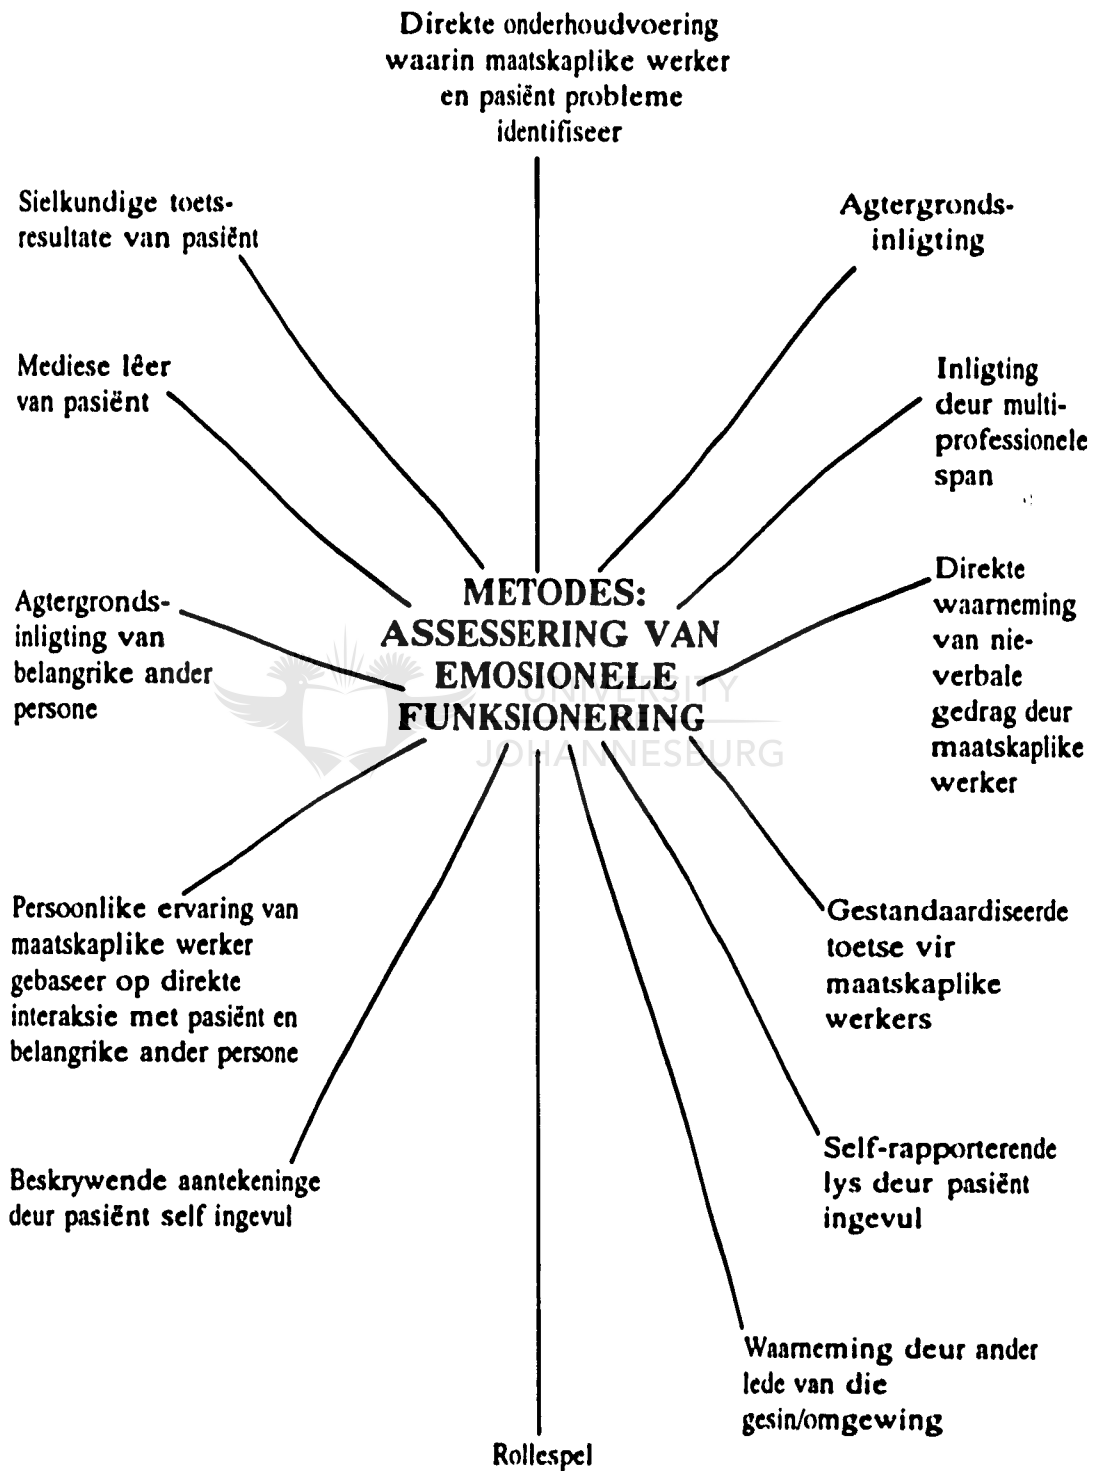 Direkte onderhoudvoering
waarin maatskaplike werker
en pasiënt probleme
identifiseer
Agtergronds-
inligting
Inligting
deur multi-
professionele
span
Direkte
waarneming
van nie-
verbale
gedrag deur
maatskaplike
werker
Gestandaardiseerde
toetse vir
maatskaplike
werkers
Self-rapporterende
lys deur pasiënt
ingevul
Waarneming deur ander
lede van die
gesin/omgewing
Rollespel
Beskrywende aantekeninge
deur pasiënt self ingevul
Persoonlike ervaring van
maatskaplike werker
gebaseer op direkte
interaksie met pasiënt en
belangrike ander persone
Agtergronds-
inligting van
belangrike ander
persone
Mediese lêer
van pasiënt
Sielkundige toets-
resultate van pasiënt
METODES:
ASSESSERING VAN
EMOSIONELE
FUNKSIONERING
UNIVERSITY
JOHANNESBURG